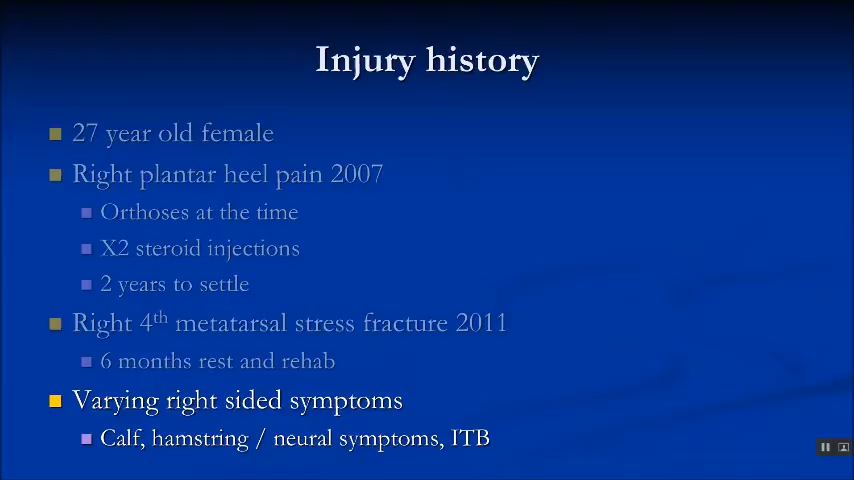 Injury history
27 year old female
Right plantar heel pain 2007
Orthoses at the time
X2 steroid injections
2 years to settle
Right 4th metatarsal stress fracture 2011
6 months rest and rehab
Varying right sided symptoms
Calf, hamstring / neural symptoms, ITB